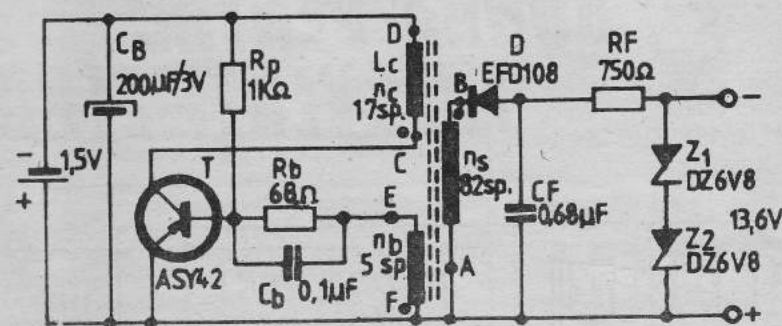 CB
200µF/3V
-
1,5V
+
Rp
1KΩ
D
Lc
nc
17sp.
C
T
ASY42
Rb
68Ω
Cb
0,1µF
E
nb
5 sp
F
B
ns
82sp.
A
D
EFD108
CF
0,68µF
RF
750Ω
-
Z1
DZ6V8
13,6V
Z2
DZ6V8
+